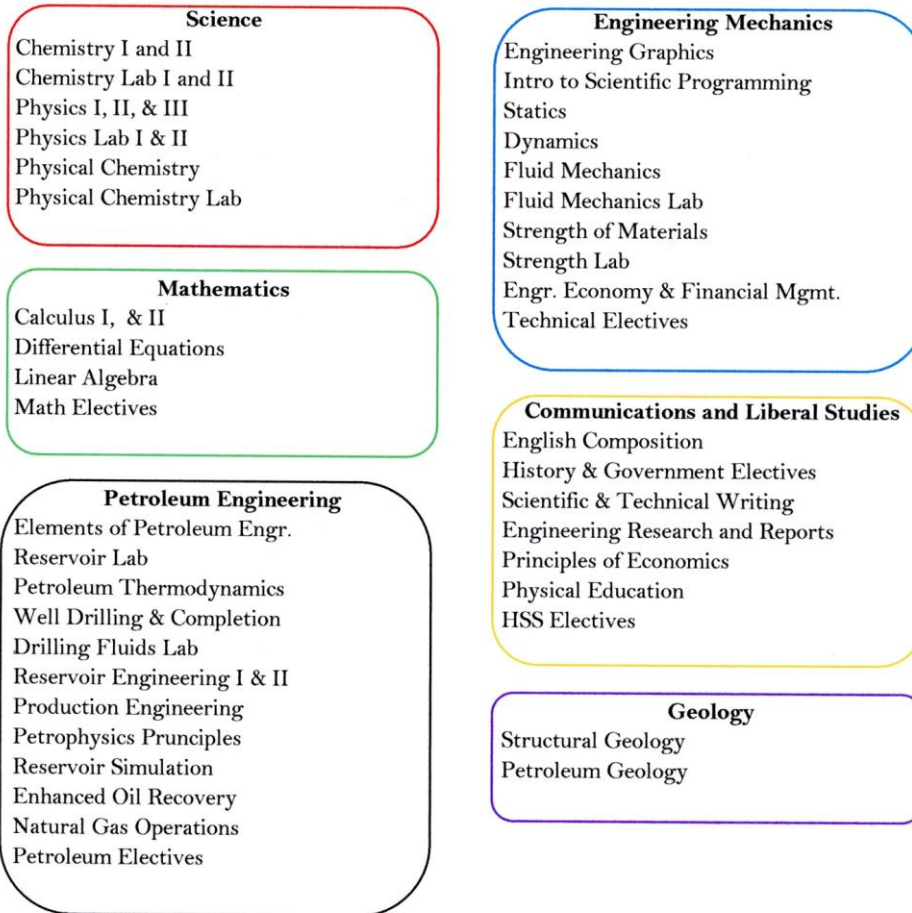 Science
Chemistry I and II
Chemistry Lab I and II
Physics I, II, & III
Physics Lab I & II
Physical Chemistry
Physical Chemistry Lab
Mathematics
Calculus I,  & II
Differential Equations
Linear Algebra
Math Electives
Petroleum Engineering
Elements of Petroleum Engr.
Reservoir Lab
Petroleum Thermodynamics
Well Drilling & Completion
Drilling Fluids Lab
Reservoir Engineering I & II
Production Engineering
Petrophysics Prunciples
Reservoir Simulation
Enhanced Oil Recovery
Natural Gas Operations
Petroleum Electives
Engineering Mechanics
Engineering Graphics
Intro to Scientific Programming
Statics
Dynamics
Fluid Mechanics
Fluid Mechanics Lab
Strength of Materials
Strength Lab
Engr. Economy & Financial Mgmt.
Technical Electives
Communications and Liberal Studies
English Composition
History & Government Electives
Scientific & Technical Writing
Engineering Research and Reports
Principles of Economics
Physical Education
HSS Electives
Geology
Structural Geology
Petroleum Geology